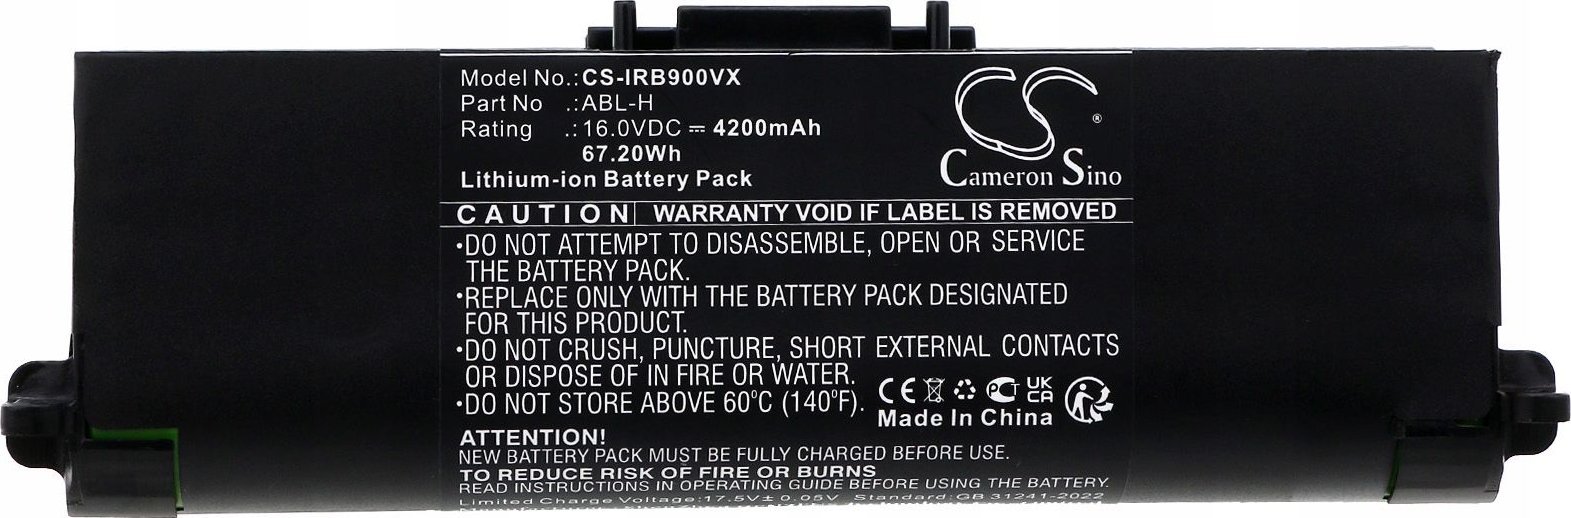 Model No.:CS-IRB900VX
Part No .:ABL-H
Rating .:16.0VDC ⎓ 4200mAh
67.20Wh
Lithium-ion Battery Pack
CS ®
Cameron Sino
CAUTION WARRANTY VOID IF LABEL IS REMOVED
•DO NOT ATTEMPT TO DISASSEMBLE, OPEN OR SERVICE
THE BATTERY PACK.
•REPLACE ONLY WITH THE BATTERY PACK DESIGNATED
FOR THIS PRODUCT.
•DO NOT CRUSH, PUNCTURE, SHORT EXTERNAL CONTACTS
OR DISPOSE OF IN FIRE OR WATER.
•DO NOT STORE ABOVE 60°C (140°F).
CE PCT UK CA
Made In China
ATTENTION!
NEW BATTERY PACK MUST BE FULLY CHARGED BEFORE USE.
TO REDUCE RISK OF FIRE OR BURNS
READ INSTRUCTIONS IN OPERATING GUIDE BEFORE USING THE BATTERY.
Limited Charge Voltage:17.5V± 0.05V Standard:GB 31241-2022